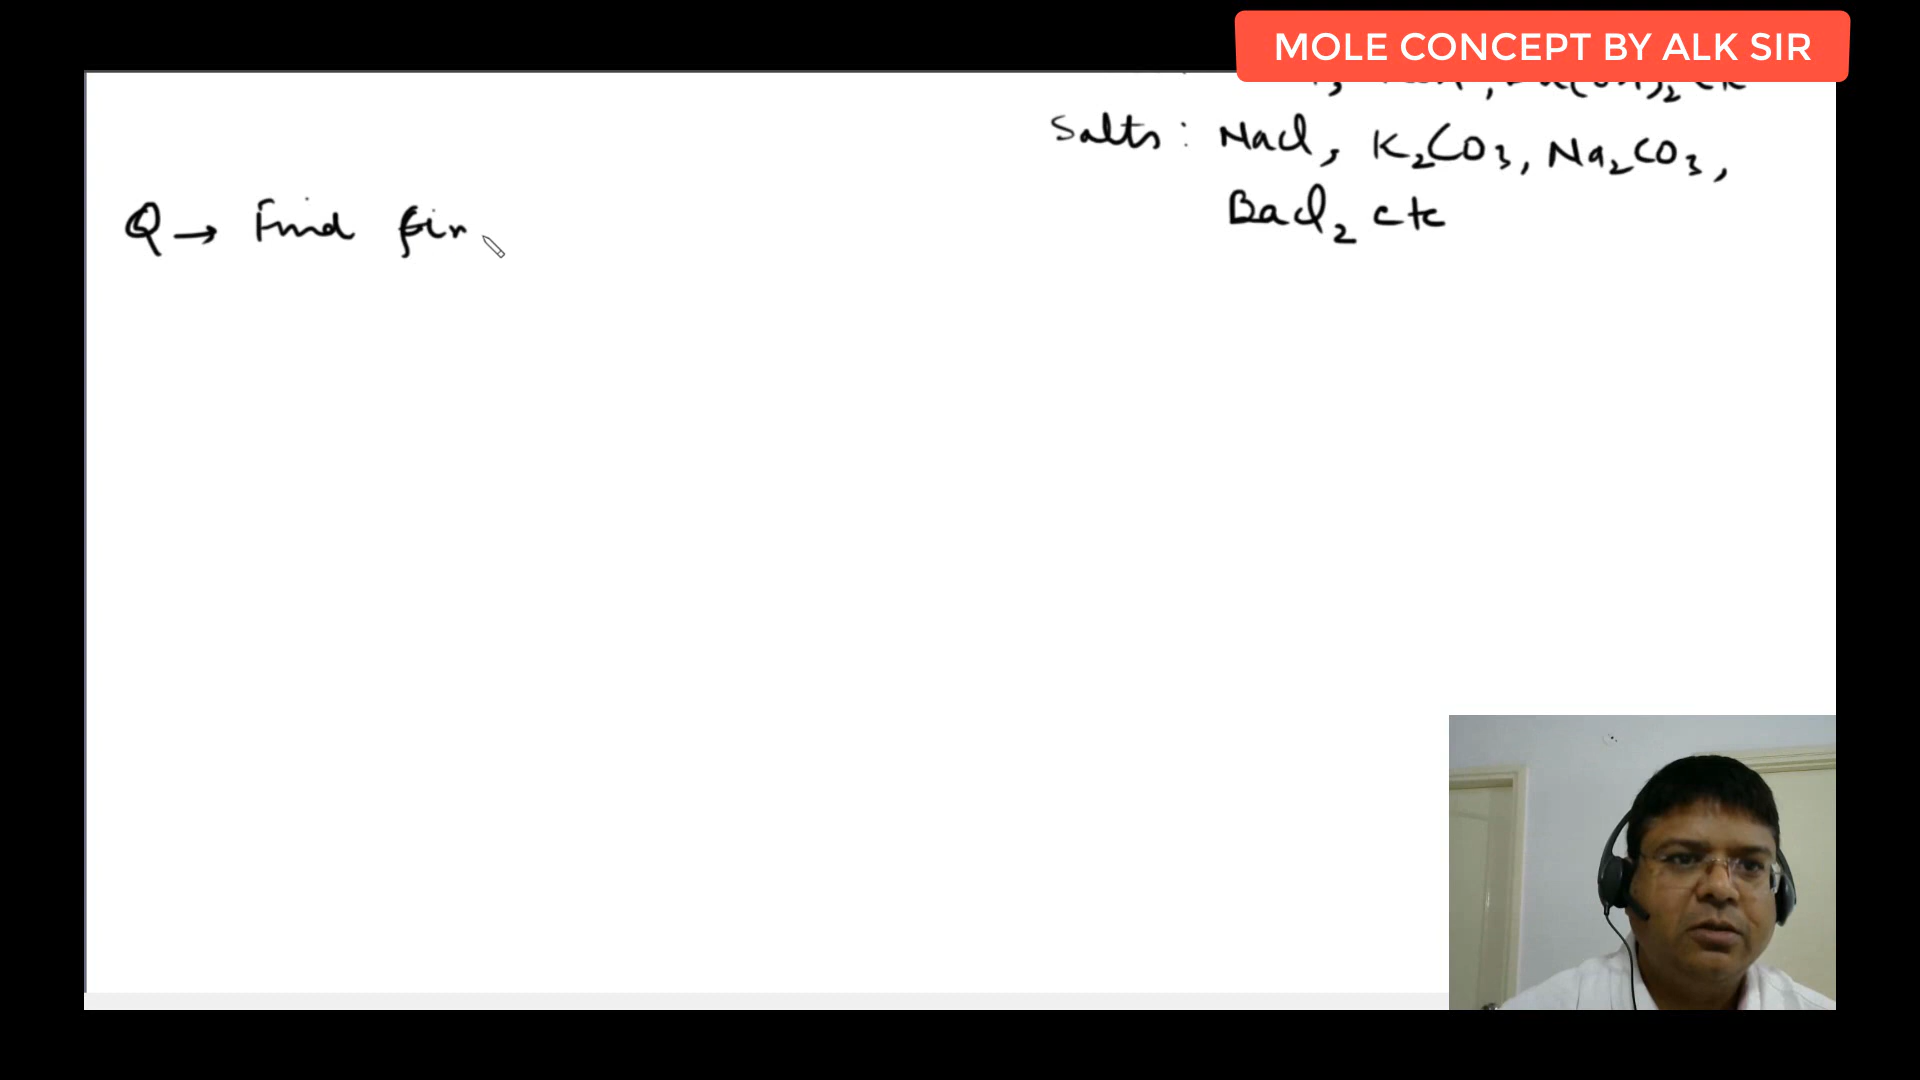 MOLE CONCEPT BY ALK SIR
Salts : NaCl, K₂CO₃, Na₂CO₃,
BaCl₂ etc
Q → Find fin